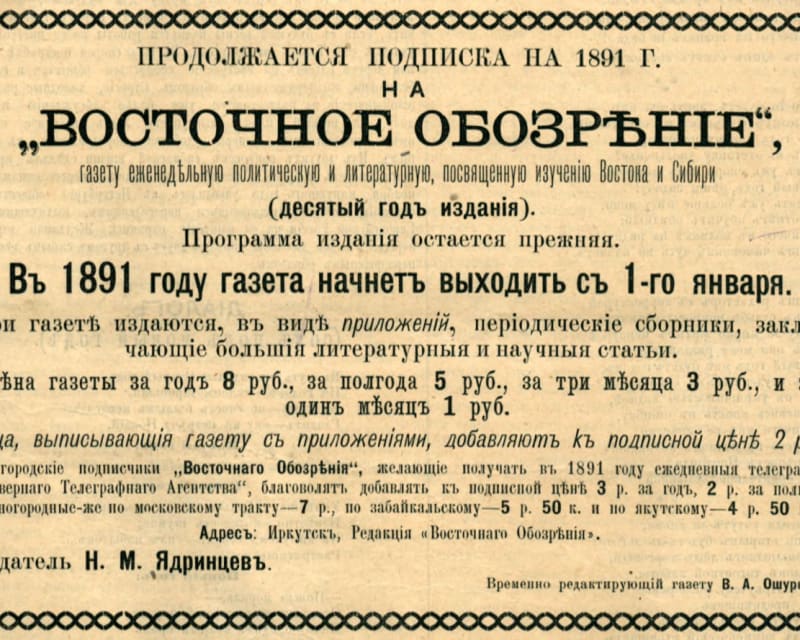 ПРОДОЛЖАЕТСЯ ПОДПИСКА НА 1891 Г.
НА
„ВОСТОЧНОЕ ОБОЗРѢНІЕ“,
газету еженедѣльную политическую и литературную, посвященную изученію Востока и Сибири
(десятый годъ изданія).
Программа изданія остается прежняя.
Въ 1891 году газета начнетъ выходить съ 1-го января.
и газетѣ издаются, въ видѣ приложеній, періодическіе сборники, заклю
чающіе большія литературныя и научныя статьи.
ѣна газеты за годъ 8 руб., за полгода 5 руб., за три мѣсяца 3 руб., и
одинъ мѣсяцъ 1 руб.
ца, выписывающія газету съ приложеніями, добавляютъ къ подписной цѣнѣ 2 р
городскіе подписчики „Восточнаго Обозрѣнія“, желающіе получать въ 1891 году ежедневныя телегра
вернаго Телеграфнаго Агентства“, благоволятъ добавлять къ подписной цѣнѣ 3 р. за годъ, 2 р. за пол
ногородные-же по московскому тракту—7 р., по забайкальскому—5 р. 50 к. и по якутскому—4 р. 50
Адресъ: Иркутскъ, Редакція «Восточнаго Обозрѣнія».
датель Н. М. Ядринцевъ.
Временно редактирующій газету В. А. Ошур